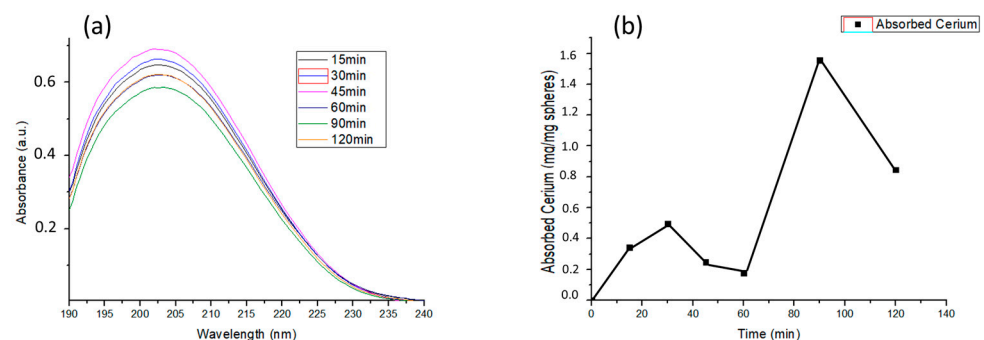 (a)
15min
30min
45min
60min
90min
120min
0.6
0.4
0.2
Absorbance (a.u.)
190 195 200 205 210 215 220 225 230 235 240
Wavelength (nm)
(b)
Absorbed Cerium
1.6
1.4
1.2
1.0
0.8
0.6
0.4
0.2
0.0
Absorbed Cerium (mg/mg spheres)
0 20 40 60 80 100 120 140
Time (min)